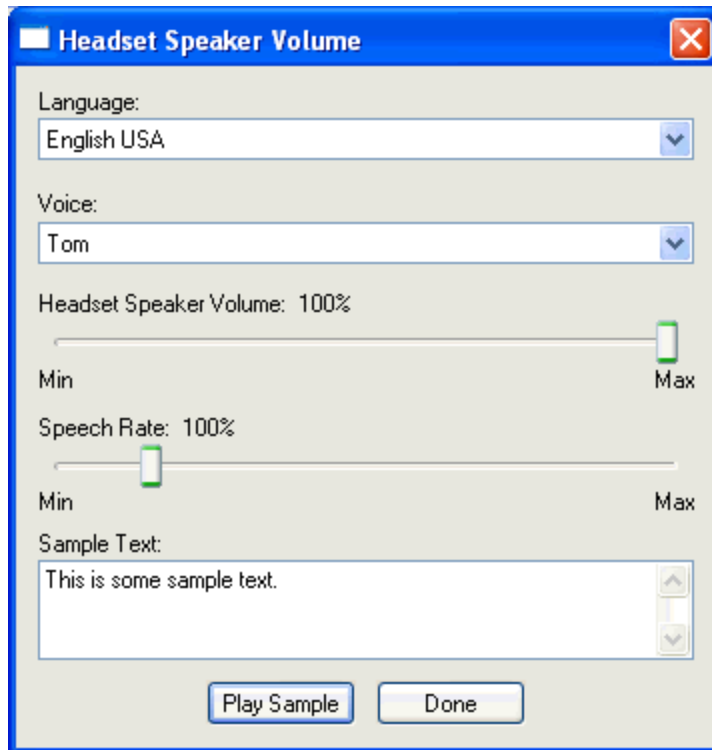 Headset Speaker Volume
Language:
English USA
Voice:
Tom
Headset Speaker Volume: 100%
Min Max
Speech Rate: 100%
Min Max
Sample Text:
This is some sample text.
Play Sample Done